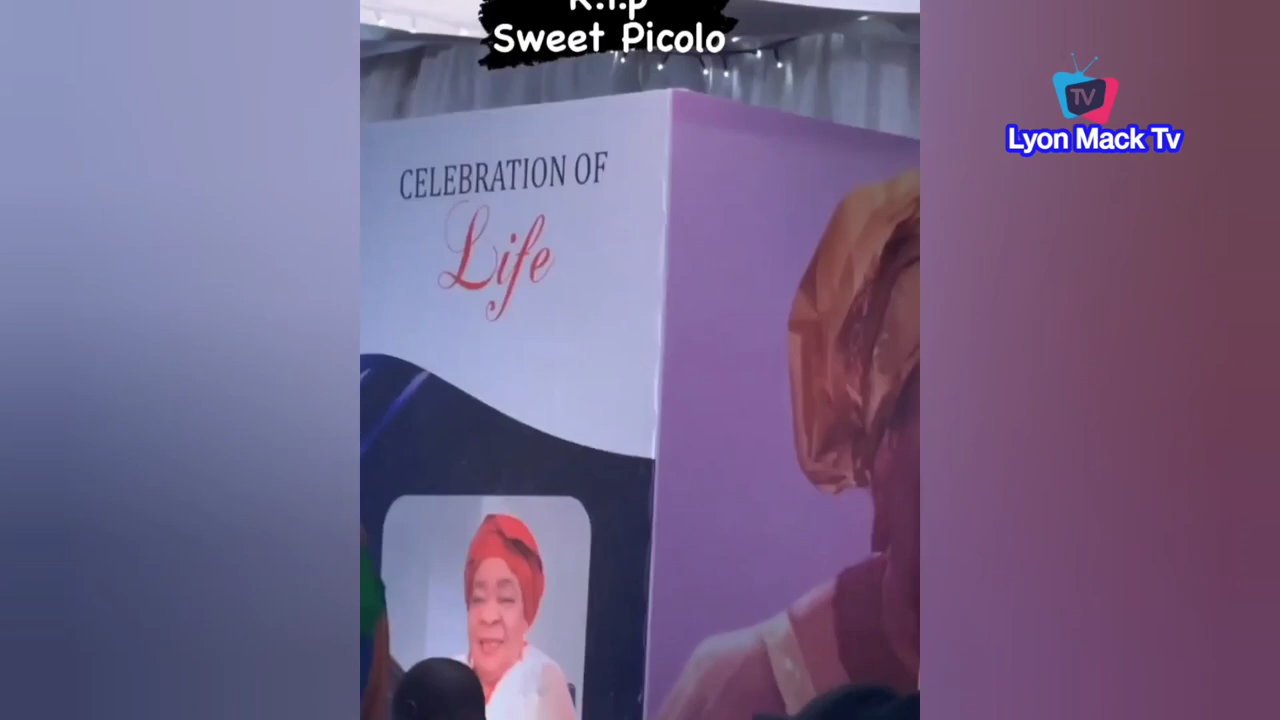 R.I.P
Sweet Picolo
CELEBRATION OF
Life
TV
Lyon Mack Tv